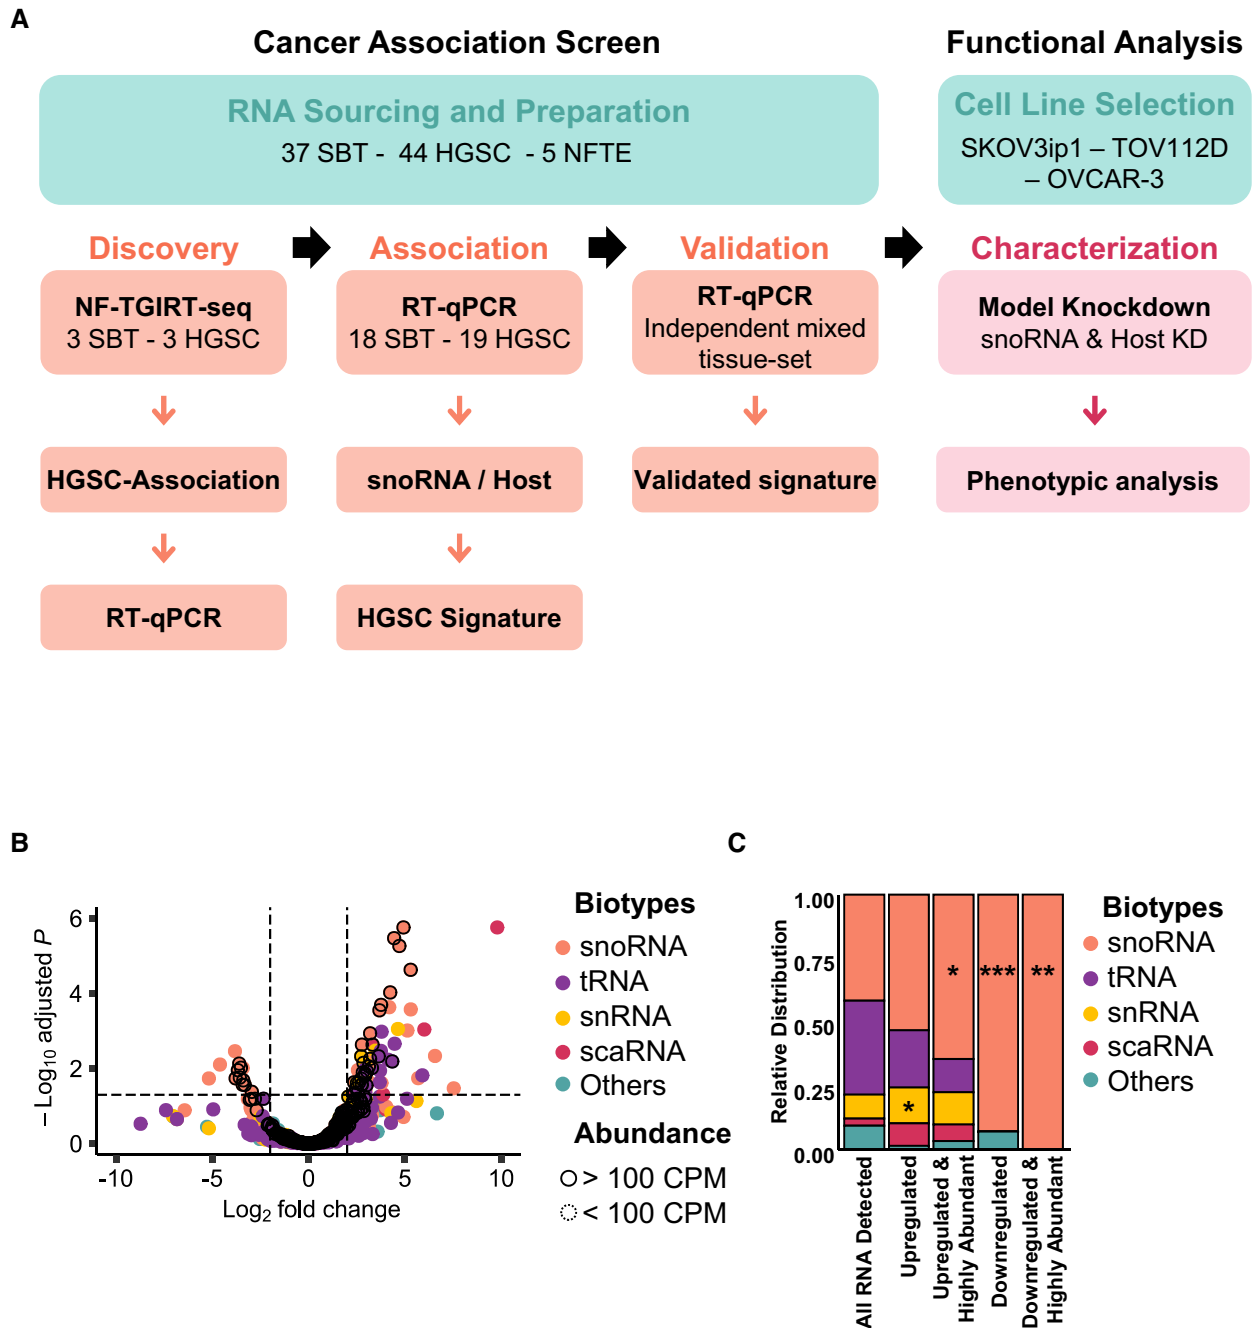 A
Cancer Association Screen
Functional Analysis
RNA Sourcing and Preparation
37 SBT - 44 HGSC - 5 NFTE
Cell Line Selection
SKOV3ip1 – TOV112D
– OVCAR-3
Discovery
Association
Validation
Characterization
NF-TGIRT-seq
3 SBT - 3 HGSC
RT-qPCR
18 SBT - 19 HGSC
RT-qPCR
Independent mixed
tissue-set
Model Knockdown
snoRNA & Host KD
HGSC-Association
snoRNA / Host
Validated signature
Phenotypic analysis
RT-qPCR
HGSC Signature
B
– Log10 adjusted P
6
4
2
0
-10
-5
0
5
10
Log2 fold change
Biotypes
snoRNA
tRNA
snRNA
scaRNA
Others
Abundance
> 100 CPM
< 100 CPM
C
Relative Distribution
1.00
0.75
0.50
0.25
0.00
*
*
***
**
All RNA Detected
Upregulated
Upregulated &
Highly Abundant
Downregulated
Downregulated &
Highly Abundant
Biotypes
snoRNA
tRNA
snRNA
scaRNA
Others